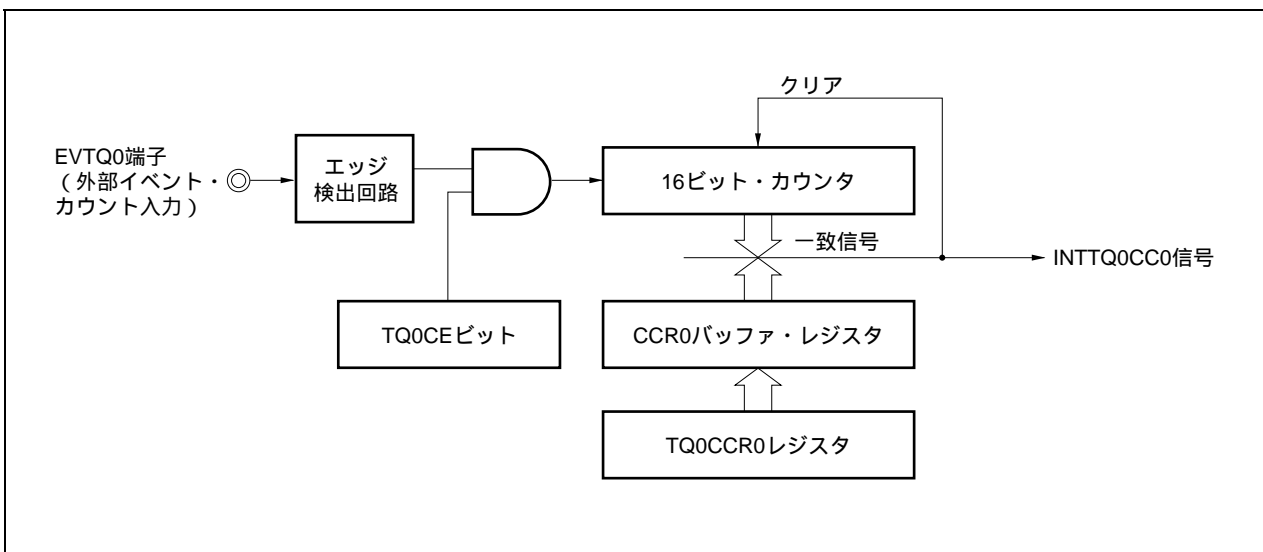 クリア
EVTQ0端子
（外部イベント・
カウント入力）
エッジ
検出回路
16ビット・カウンタ
一致信号
INTTQ0CC0信号
TQ0CEビット
CCR0バッファ・レジスタ
TQ0CCR0レジスタ